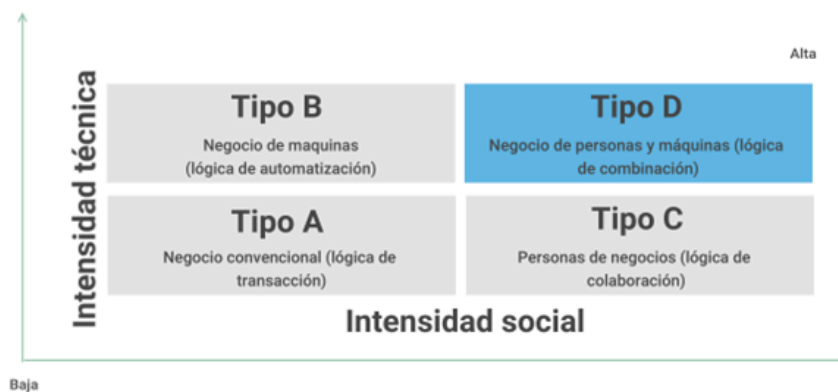 Alta
Intensidad técnica
Tipo B
Negocio de maquinas
(lógica de automatización)
Tipo D
Negocio de personas y máquinas (lógica
de combinación)
Tipo A
Negocio convencional (lógica de
transacción)
Tipo C
Personas de negocios (lógica de
colaboración)
Intensidad social
Baja